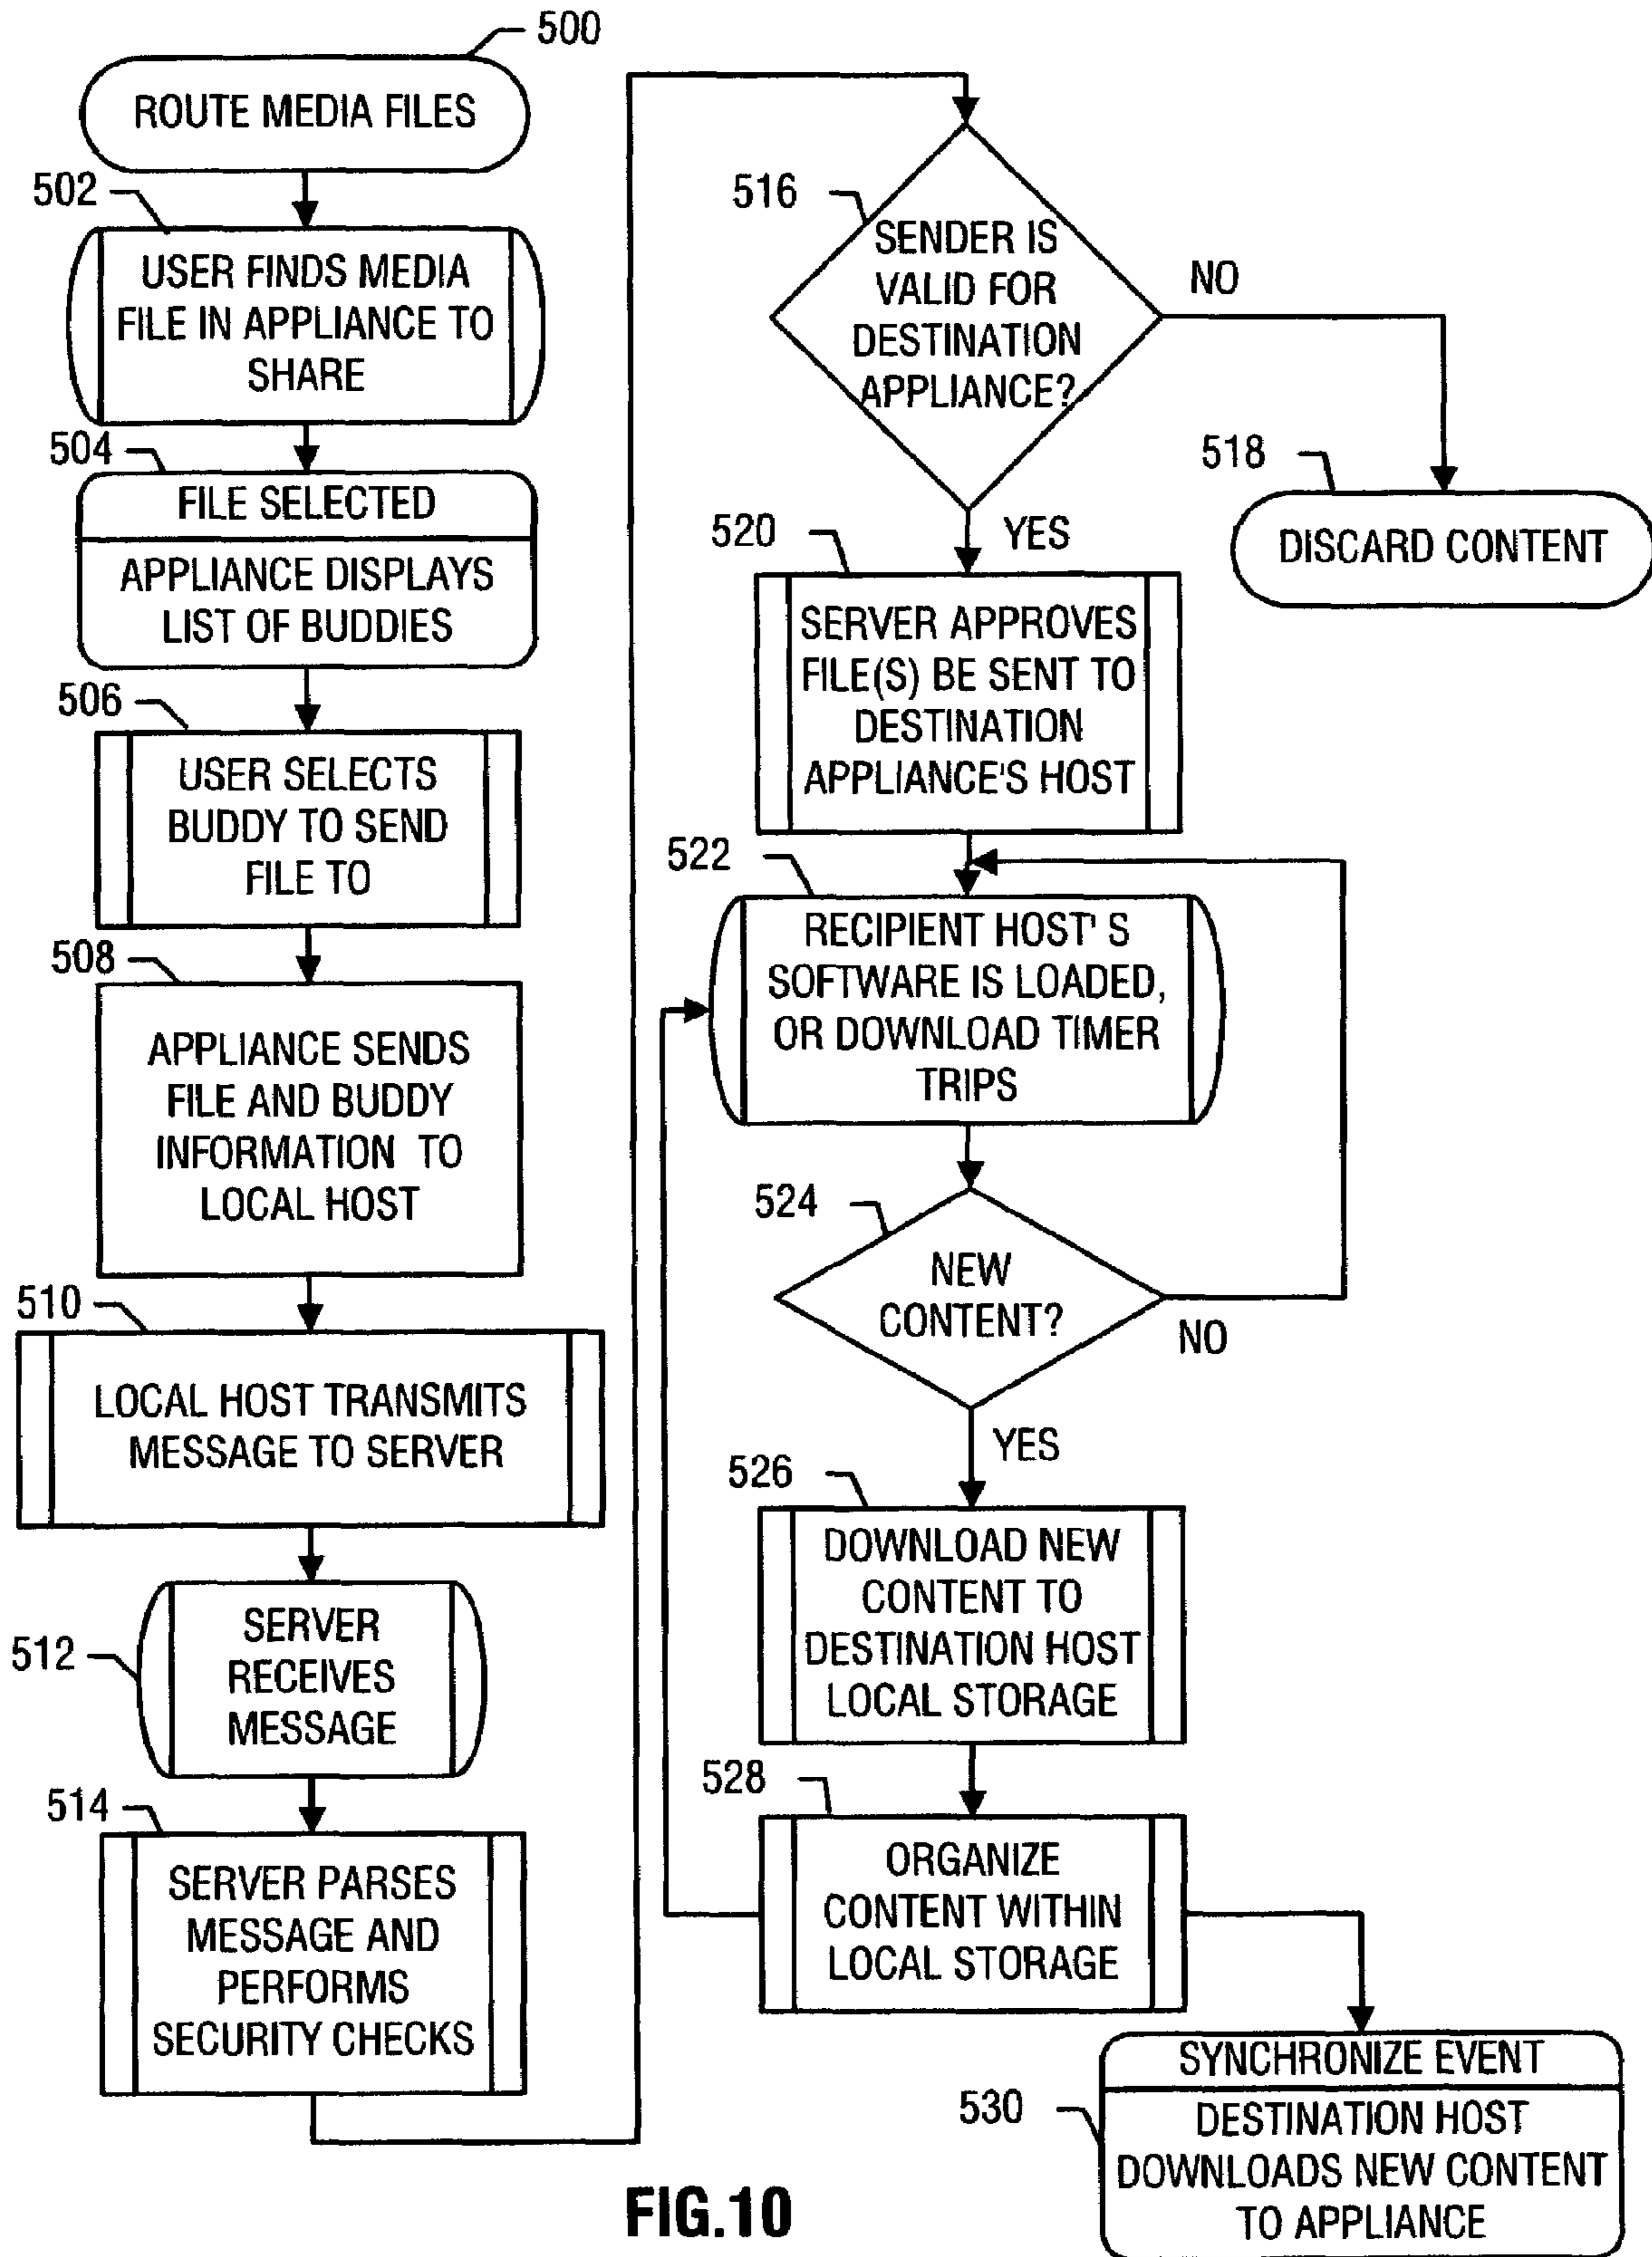 500
ROUTE MEDIA FILES
502
USER FINDS MEDIA
FILE IN APPLIANCE TO
SHARE
504
FILE SELECTED
APPLIANCE DISPLAYS
LIST OF BUDDIES
506
USER SELECTS
BUDDY TO SEND
FILE TO
508
APPLIANCE SENDS
FILE AND BUDDY
INFORMATION TO
LOCAL HOST
510
LOCAL HOST TRANSMITS
MESSAGE TO SERVER
512
SERVER
RECEIVES
MESSAGE
514
SERVER PARSES
MESSAGE AND
PERFORMS
SECURITY CHECKS
516
SENDER IS
VALID FOR
DESTINATION
APPLIANCE?
NO
518
DISCARD CONTENT
YES
520
SERVER APPROVES
FILE(S) BE SENT TO
DESTINATION
APPLIANCE'S HOST
522
RECIPIENT HOST' S
SOFTWARE IS LOADED,
OR DOWNLOAD TIMER
TRIPS
524
NEW
CONTENT?
NO
YES
526
DOWNLOAD NEW
CONTENT TO
DESTINATION HOST
LOCAL STORAGE
528
ORGANIZE
CONTENT WITHIN
LOCAL STORAGE
530
SYNCHRONIZE EVENT
DESTINATION HOST
DOWNLOADS NEW CONTENT
TO APPLIANCE
FIG.10